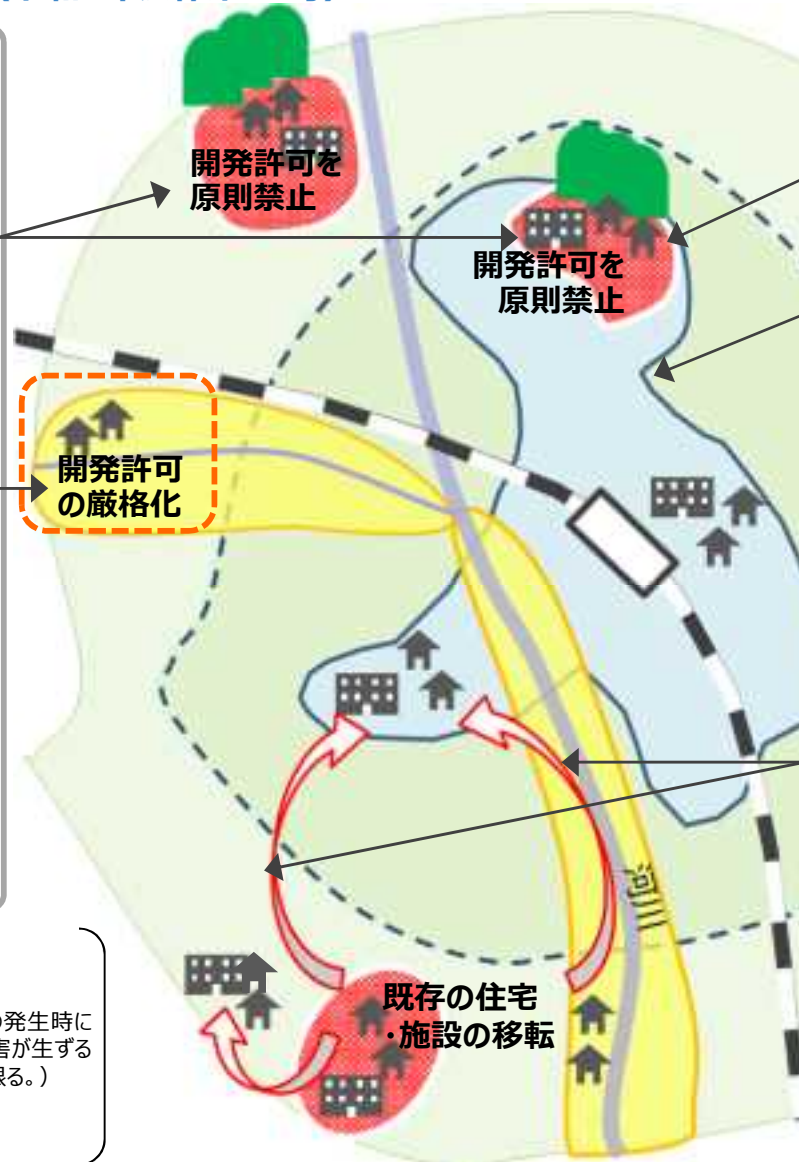 開発許可を
原則禁止
開発許可を
原則禁止
開発許可
の厳格化
河川
既存の住宅
・施設の移転
の発生時に
害が生ずる
限る。）